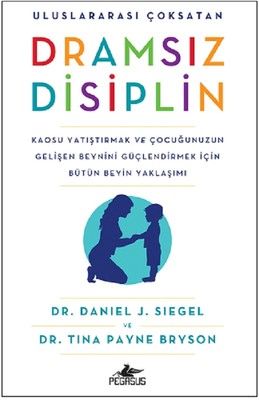 ULUSLARARASI ÇOKSATAN
DRAMSIZ
DİSİPLİN
KAOSU YATIŞTIRMAK VE ÇOCUĞUNUZUN
GELİŞEN BEYNİNİ GÜÇLENDİRMEK İÇİN
BÜTÜN BEYİN YAKLAŞIMI
DR. DANIEL J. SIEGEL
VE
DR. TINA PAYNE BRYSON
PEGASUS